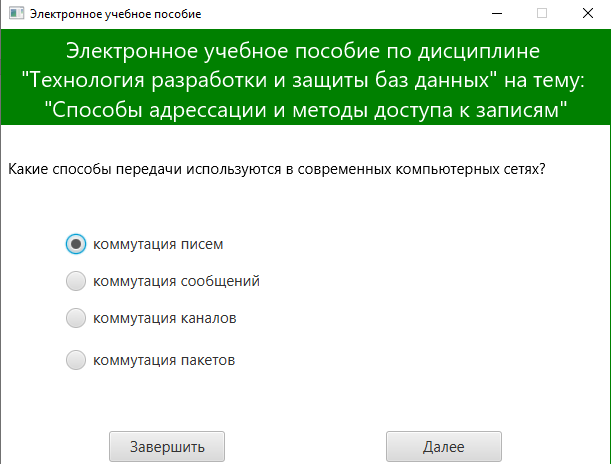 Электронное учебное пособие
Электронное учебное пособие по дисциплине
"Технология разработки и защиты баз данных" на тему:
"Способы адрессации и методы доступа к записям"
Какие способы передачи используются в современных компьютерных сетях?
коммутация писем
коммутация сообщений
коммутация каналов
коммутация пакетов
Завершить
Далее